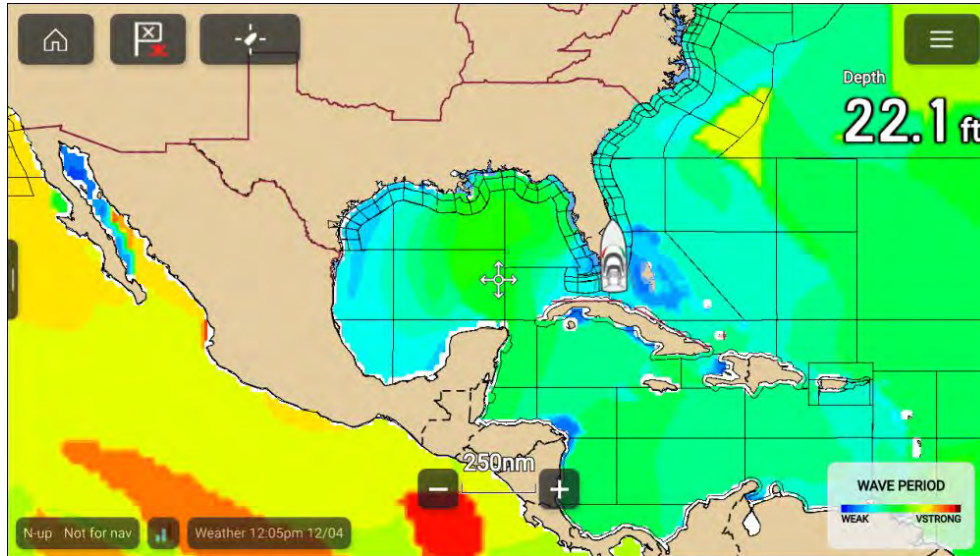 Depth
22.1 ft
250nm
WAVE PERIOD
WEAK VSTRONG
N-up Not for nav Weather 12:05pm 12/04